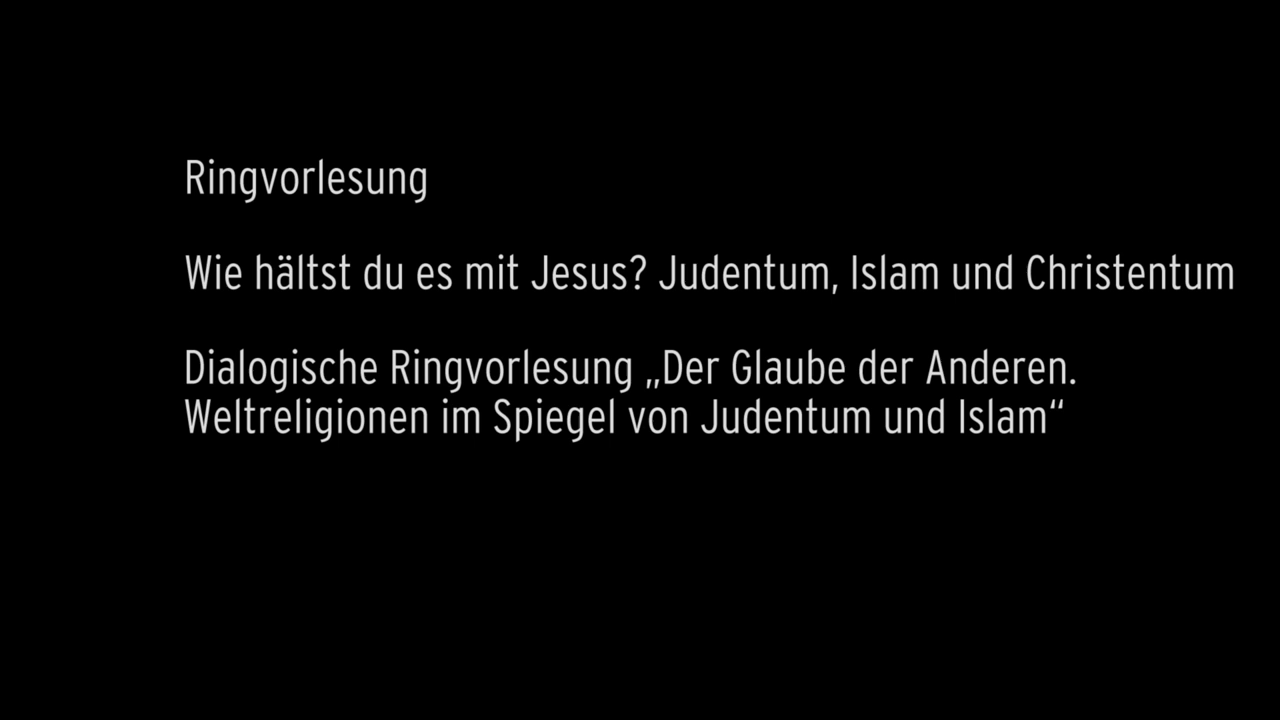 Ringvorlesung
Wie hältst du es mit Jesus? Judentum, Islam und Christentum
Dialogische Ringvorlesung „Der Glaube der Anderen.
Weltreligionen im Spiegel von Judentum und Islam“